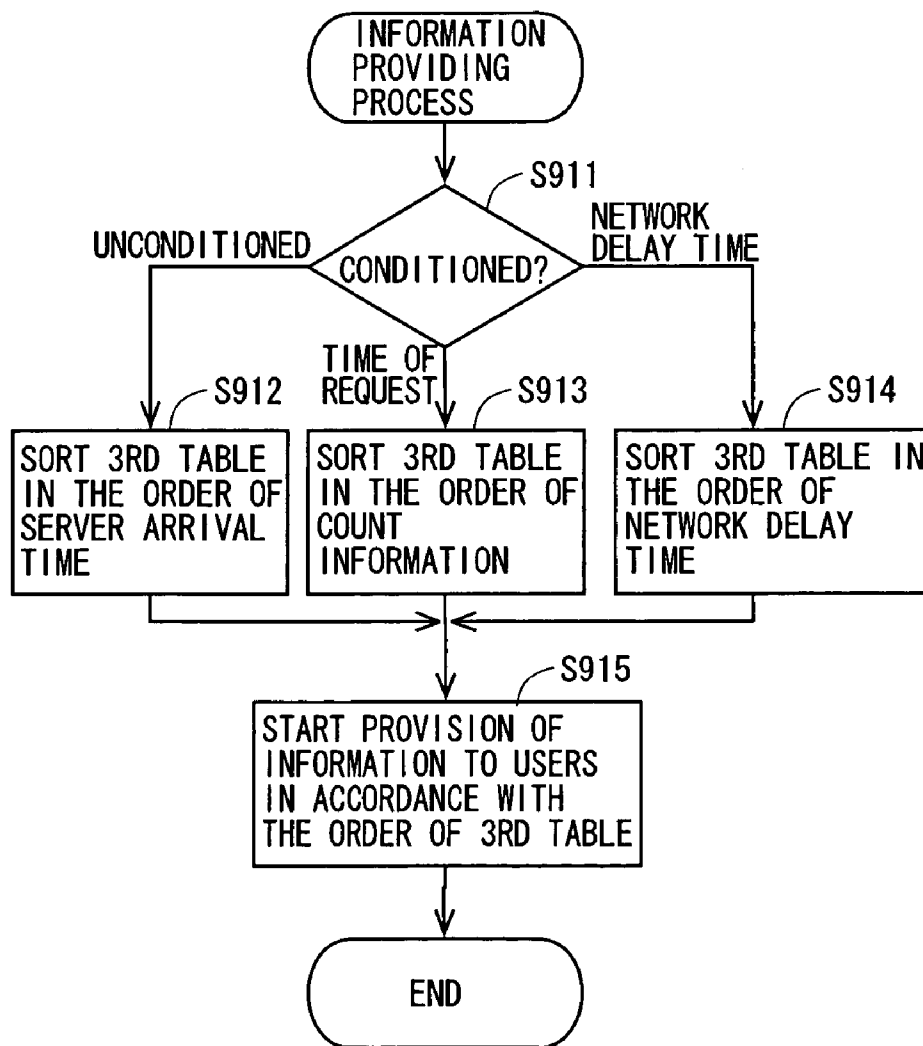 INFORMATION
PROVIDING
PROCESS
S911
UNCONDITIONED
CONDITIONED?
NETWORK
DELAY TIME
TIME OF
REQUEST
S912
SORT 3RD TABLE
IN THE ORDER OF
SERVER ARRIVAL
TIME
S913
SORT 3RD TABLE
IN THE ORDER OF
COUNT
INFORMATION
S914
SORT 3RD TABLE IN
THE ORDER OF
NETWORK DELAY
TIME
S915
START PROVISION OF
INFORMATION TO USERS
IN ACCORDANCE WITH
THE ORDER OF 3RD TABLE
END